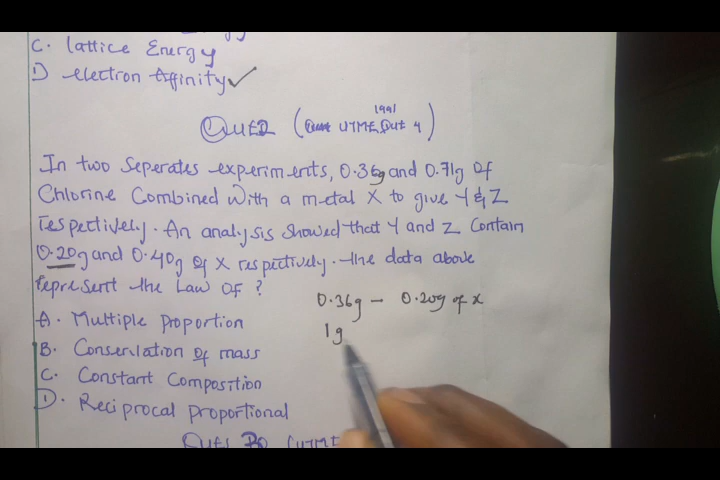 C. lattice Energy
D electron Affinity ✓
QUE2 ( UTME Que 4)
1991
In two Seperates experiments, 0.36g and 0.71g of
Chlorine Combined With a metal X to give Y & Z
respectively. An analysis Showed that Y and Z Contain
0.20g and 0.40g of X respectively. the data above
represent the Law Of ?
0.36g — 0.20g of x
A. Multiple proportion
1g
B. Conservation Of mass
C. Constant Composition
D. Reciprocal proportional